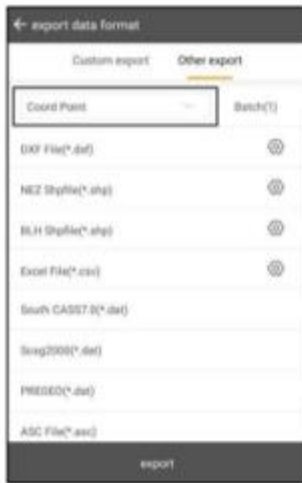 ← export data format
Custom export Other export
Coord Point Batch(1)
DXF File(*.dxf)
NEZ Shpfile(*.shp)
BLH Shpfile(*.shp)
Excel File(*.csv)
South CASS7.0(*.dat)
Scsg2000(*.dat)
PREGEO(*.dat)
ASC File(*.asc)
export